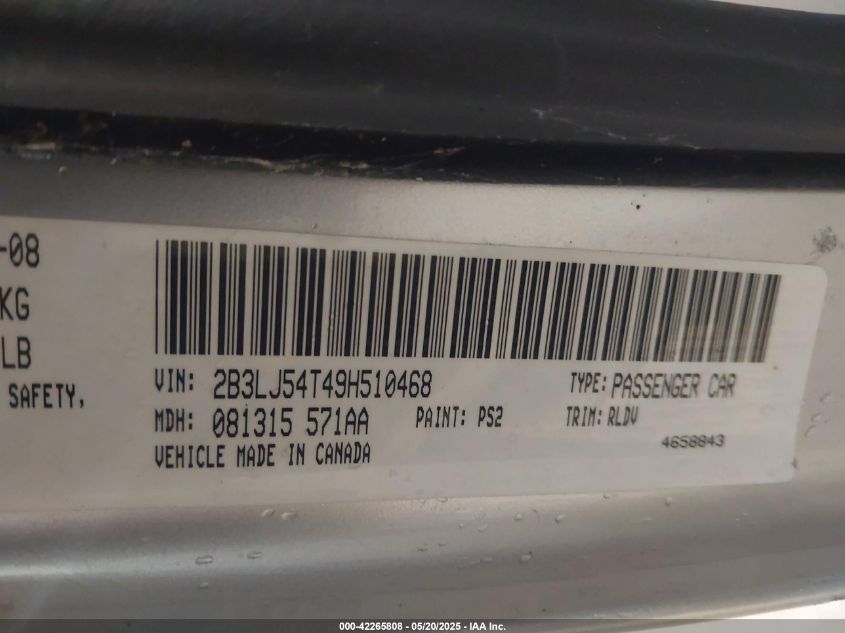 -08
KG
LB
SAFETY,
VIN: 2B3LJ54T49H510468
TYPE: PASSENGER CAR
MDH: 081315 571AA
PAINT: PS2
TRIM: RLDV
VEHICLE MADE IN CANADA
4658843
000-42265808 - 05/20/2025 - IAA Inc.